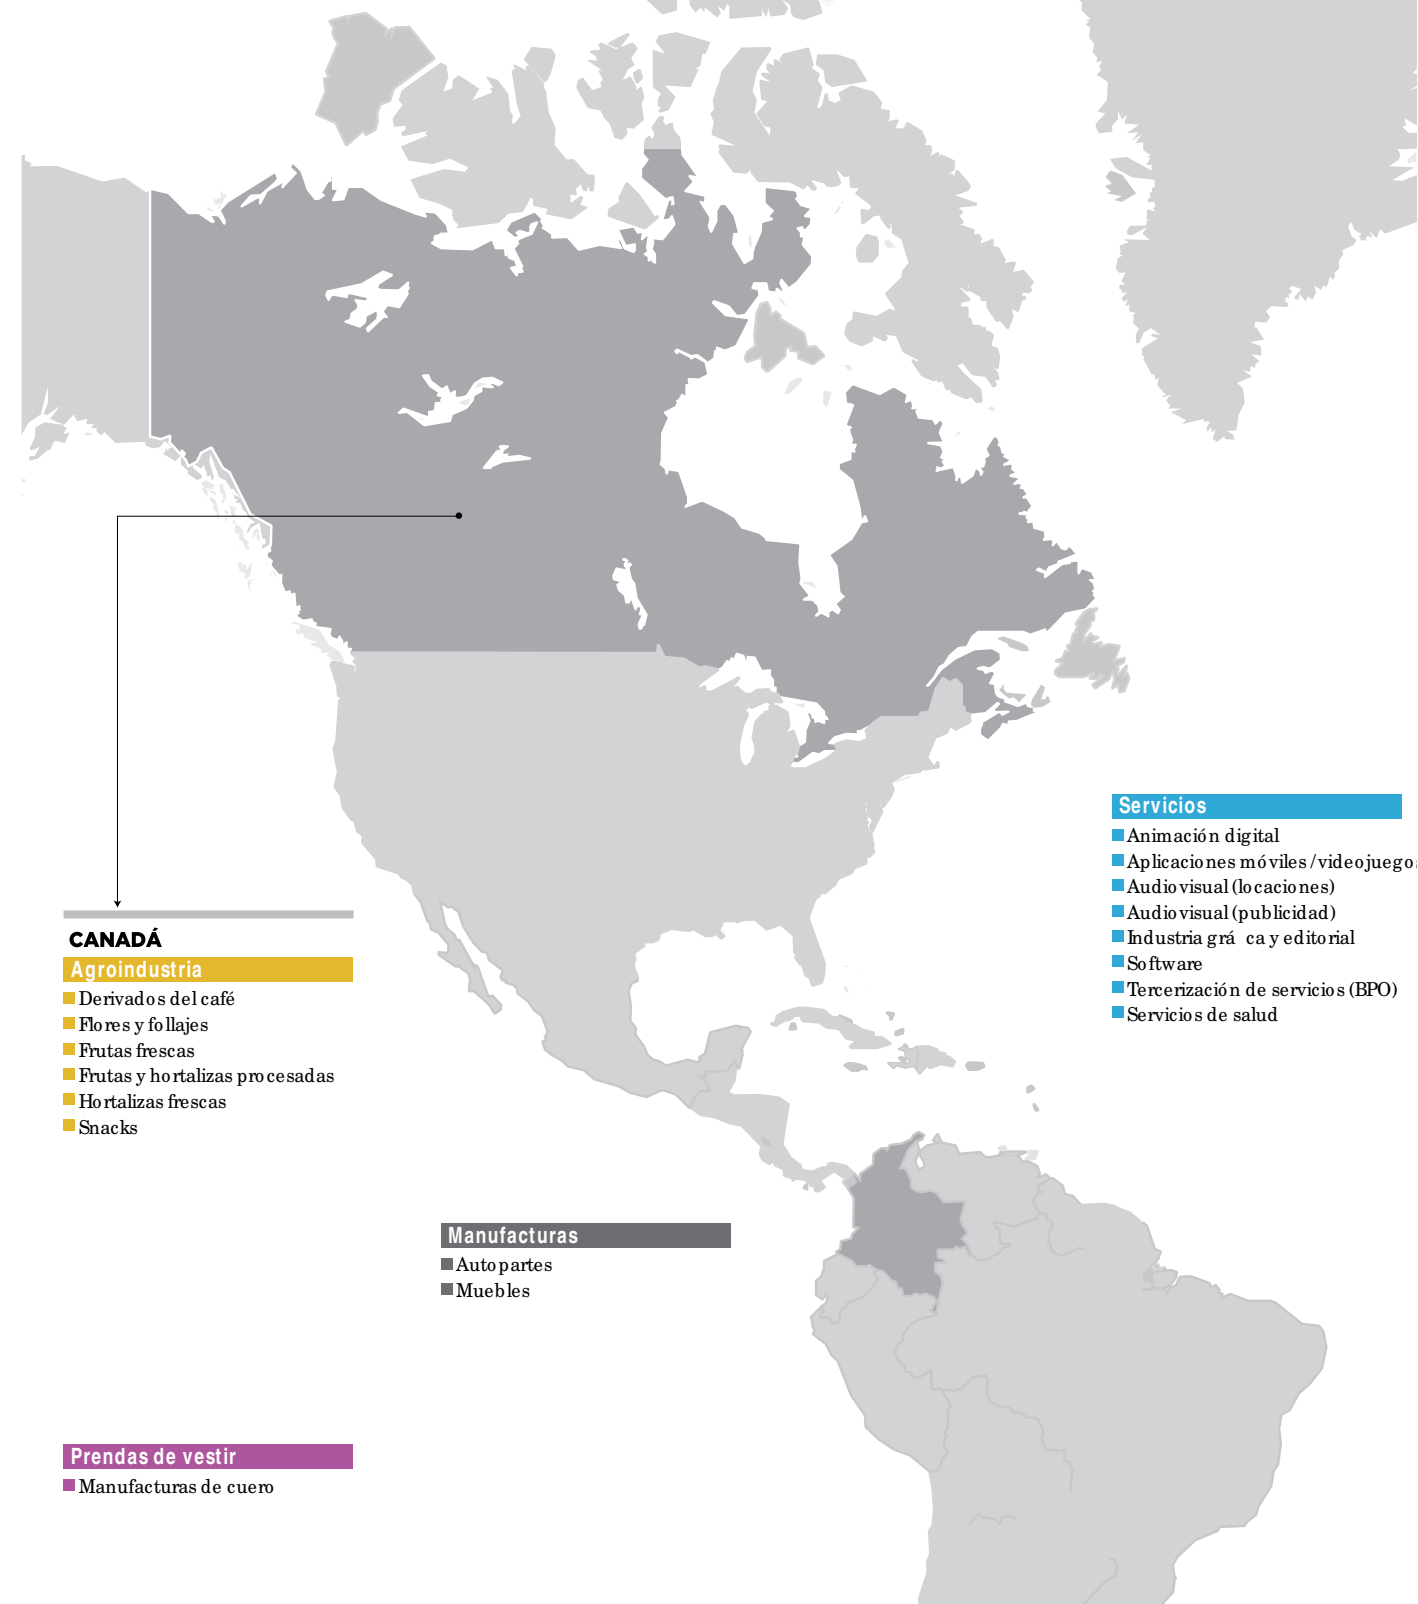 CANADÁ
Agroindustria
Derivados del café
Flores y follajes
Frutas frescas
Frutas y hortalizas procesadas
Hortalizas frescas
Snacks
Prendas de vestir
Manufacturas de cuero
Manufacturas
Autopartes
Muebles
Servicios
Animación digital
Aplicaciones móviles /videojuegos
Audiovisual (locaciones)
Audiovisual (publicidad)
Industria grá ca y editorial
Software
Tercerización de servicios (BPO)
Servicios de salud